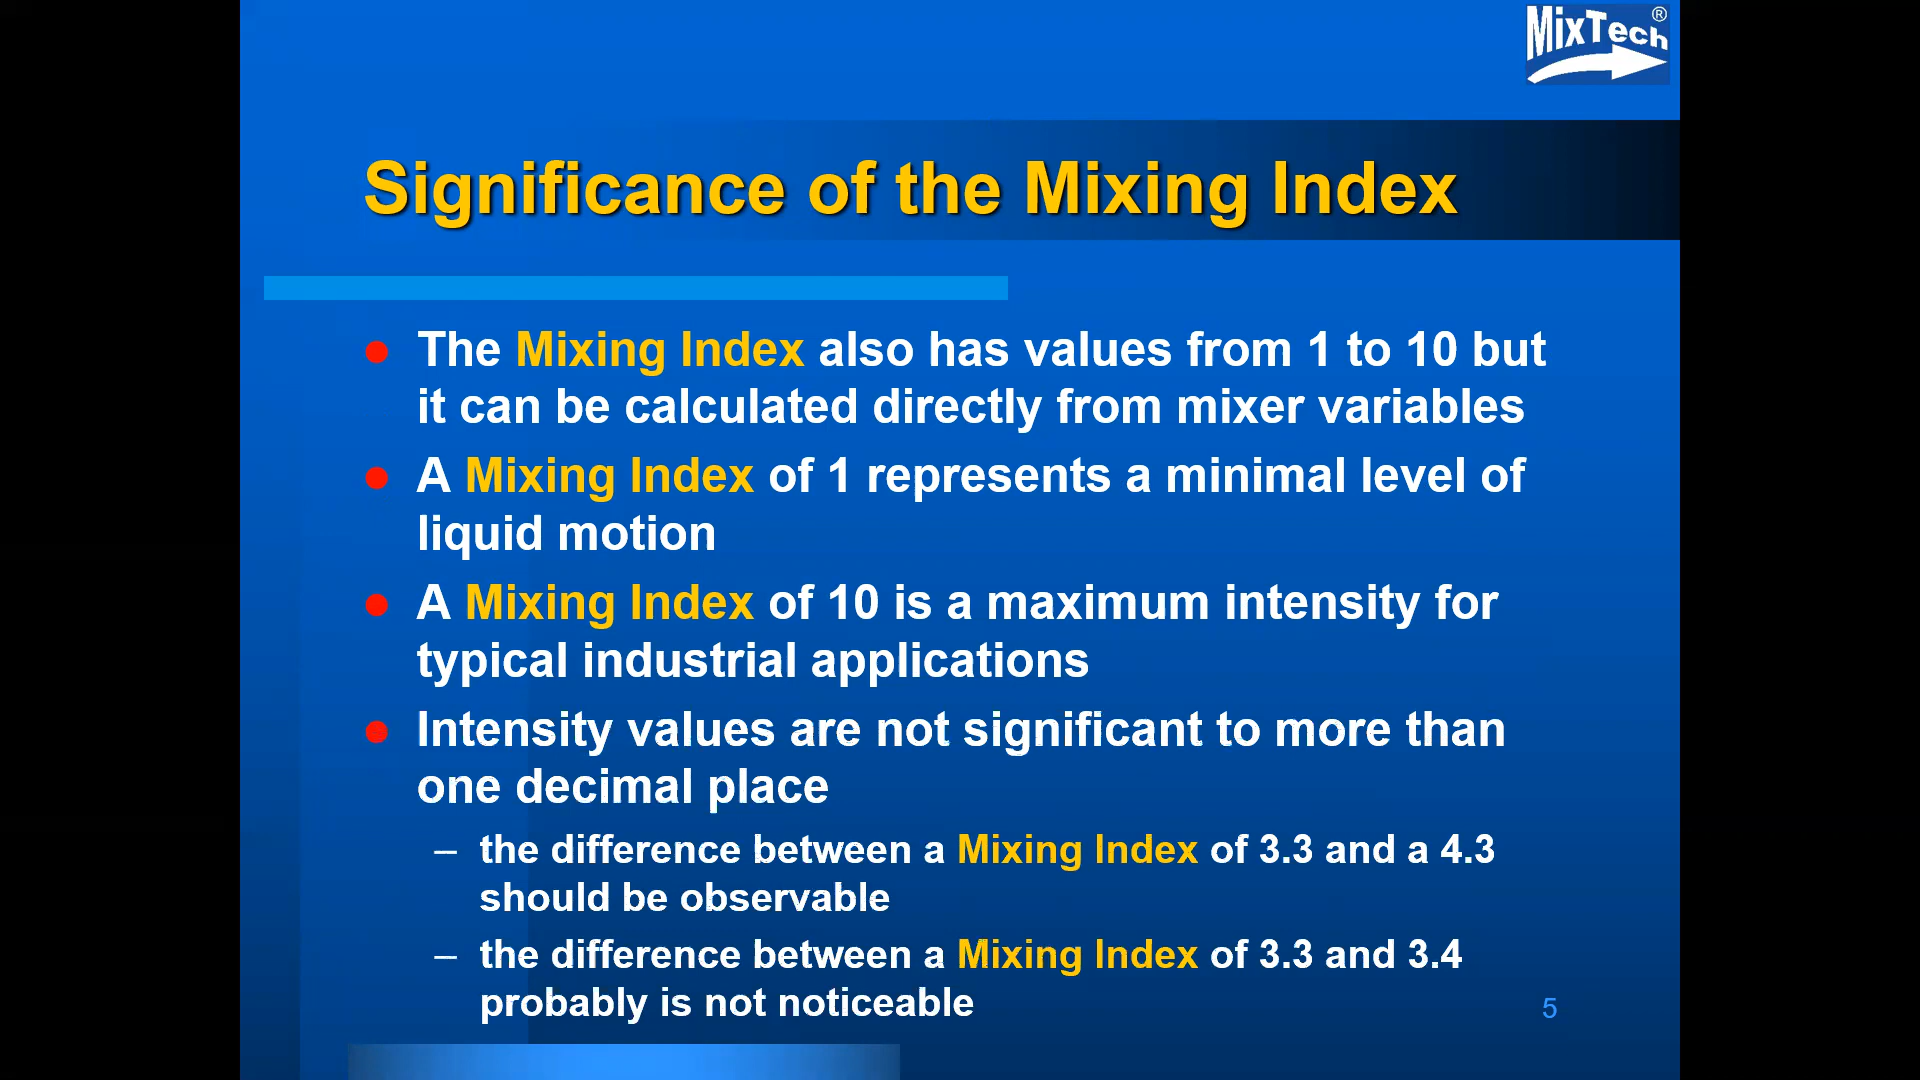 MixTech®
Significance of the Mixing Index
● The Mixing Index also has values from 1 to 10 but
it can be calculated directly from mixer variables
● A Mixing Index of 1 represents a minimal level of
liquid motion
● A Mixing Index of 10 is a maximum intensity for
typical industrial applications
● Intensity values are not significant to more than
one decimal place
– the difference between a Mixing Index of 3.3 and a 4.3
should be observable
– the difference between a Mixing Index of 3.3 and 3.4
probably is not noticeable
5